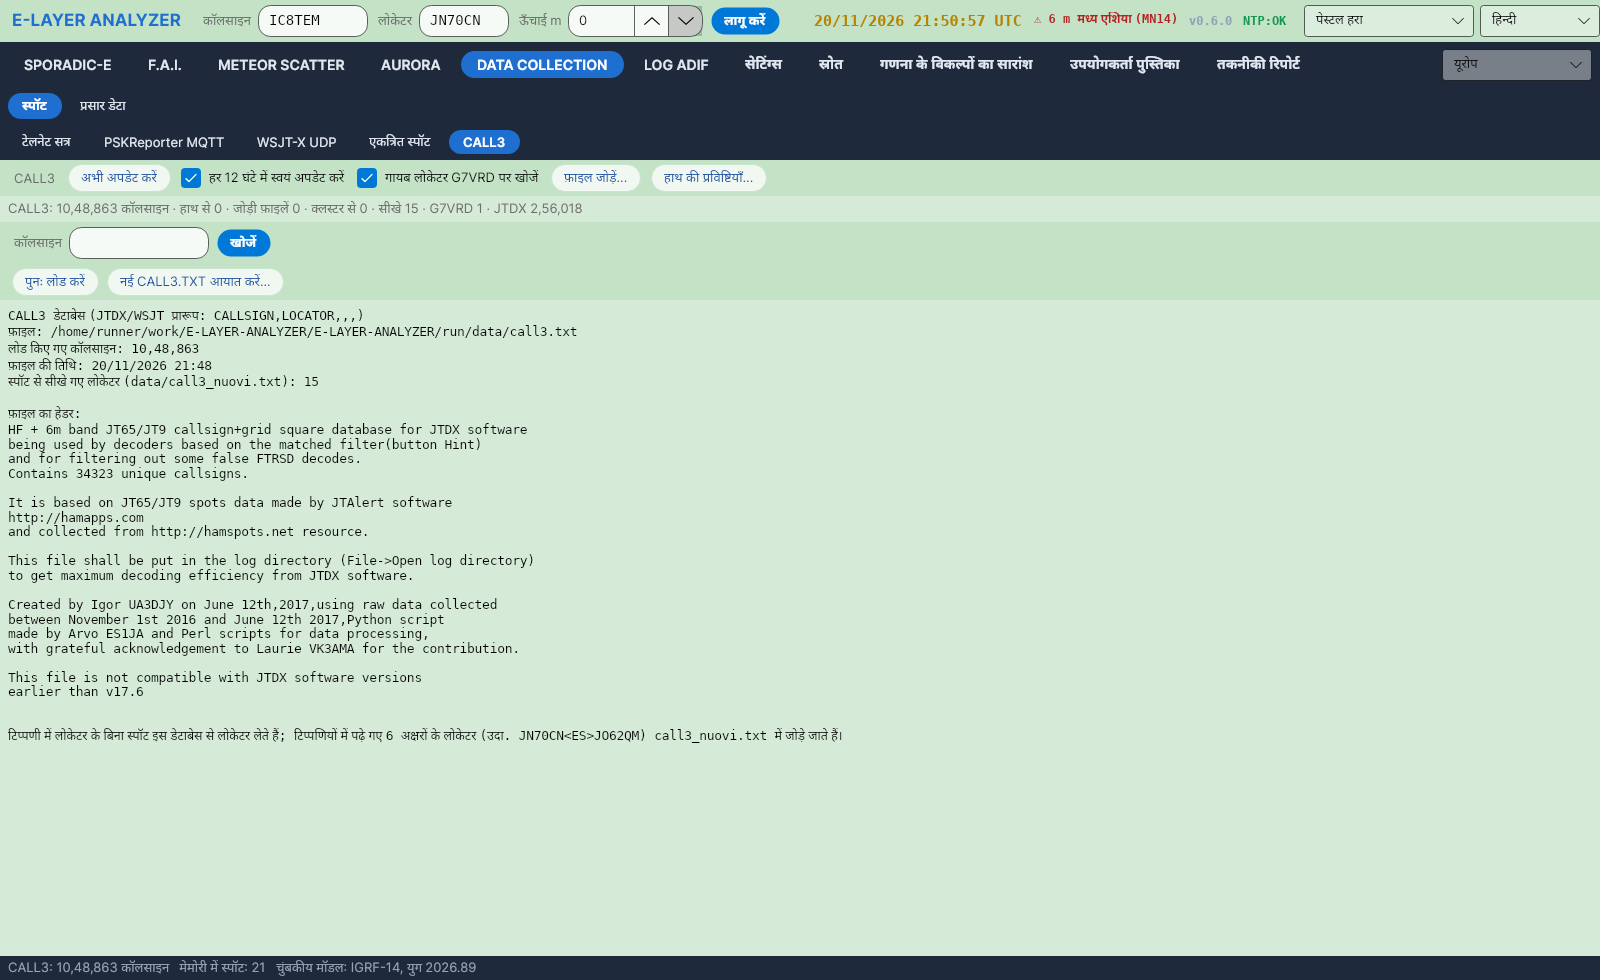 E-LAYER ANALYZER कॉलसाइन IC8TEM लोकेटर JN70CN ऊँचाई m 0 लागू करें 20/11/2026 21:50:57 UTC ⚠ 6 m मध्य एशिया (MN14) v0.6.0 NTP:OK पेस्टल हरा हिन्दी
SPORADIC-E F.A.I. METEOR SCATTER AURORA DATA COLLECTION LOG ADIF सेटिंग्स स्रोत गणना के विकल्पों का सारांश उपयोगकर्ता पुस्तिका तकनीकी रिपोर्ट यूरोप
स्पॉट प्रसार डेटा
टेलनेट सत्र PSKReporter MQTT WSJT-X UDP एकत्रित स्पॉट CALL3
CALL3 अभी अपडेट करें हर 12 घंटे में स्वयं अपडेट करें गायब लोकेटर G7VRD पर खोजें फ़ाइल जोड़ें... हाथ की प्रविष्टियाँ...
CALL3: 10,48,863 कॉलसाइन · हाथ से 0 · जोड़ी फ़ाइलें 0 · क्लस्टर से 0 · सीखे 15 · G7VRD 1 · JTDX 2,56,018
कॉलसाइन खोजें
पुनः लोड करें नई CALL3.TXT आयात करें...
CALL3 डेटाबेस (JTDX/WSJT प्रारूप: CALLSIGN,LOCATOR,,,)
फ़ाइल: /home/runner/work/E-LAYER-ANALYZER/E-LAYER-ANALYZER/run/data/call3.txt
लोड किए गए कॉलसाइन: 10,48,863
फ़ाइल की तिथि: 20/11/2026 21:48
स्पॉट से सीखे गए लोकेटर (data/call3_nuovi.txt): 15
फ़ाइल का हेडर:
HF + 6m band JT65/JT9 callsign+grid square database for JTDX software
being used by decoders based on the matched filter(button Hint)
and for filtering out some false FTRSD decodes.
Contains 34323 unique callsigns.
It is based on JT65/JT9 spots data made by JTAlert software
http://hamapps.com
and collected from http://hamspots.net resource.
This file shall be put in the log directory (File->Open log directory)
to get maximum decoding efficiency from JTDX software.
Created by Igor UA3DJY on June 12th,2017,using raw data collected
between November 1st 2016 and June 12th 2017,Python script
made by Arvo ES1JA and Perl scripts for data processing,
with grateful acknowledgement to Laurie VK3AMA for the contribution.
This file is not compatible with JTDX software versions
earlier than v17.6
टिप्पणी में लोकेटर के बिना स्पॉट इस डेटाबेस से लोकेटर लेते हैं; टिप्पणियों में पढ़े गए 6 अक्षरों के लोकेटर (उदा. JN70CN<ES>JO62QM) call3_nuovi.txt में जोड़े जाते हैं।
CALL3: 10,48,863 कॉलसाइन मेमोरी में स्पॉट: 21 चुंबकीय मॉडल: IGRF-14, युग 2026.89